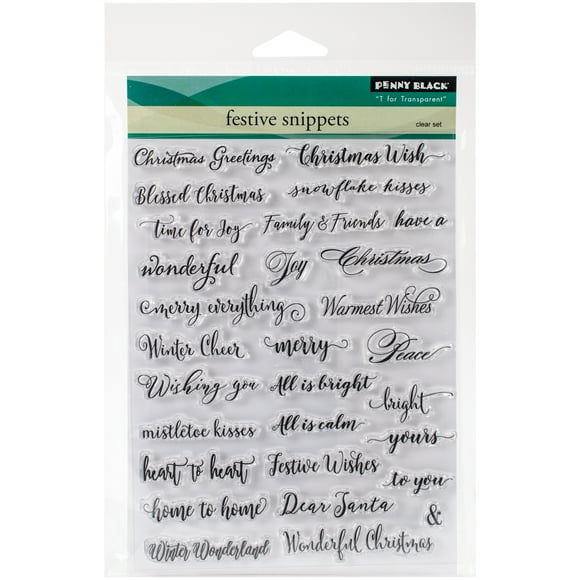 PENNY BLACK®
"T for Transparent"
festive snippets
clear set
Christmas Greetings Christmas Wish
Blessed Christmas snowflake kisses
time for Joy Family & Friends have a
wonderful Joy Christmas
merry everything Warmest Wishes
Winter Cheer merry Peace
Wishing you All is bright
bright
mistletoe kisses All is calm
yours
heart to heart Festive Wishes
to you
home to home Dear Santa
&
Winter Wonderland Wonderful Christmas